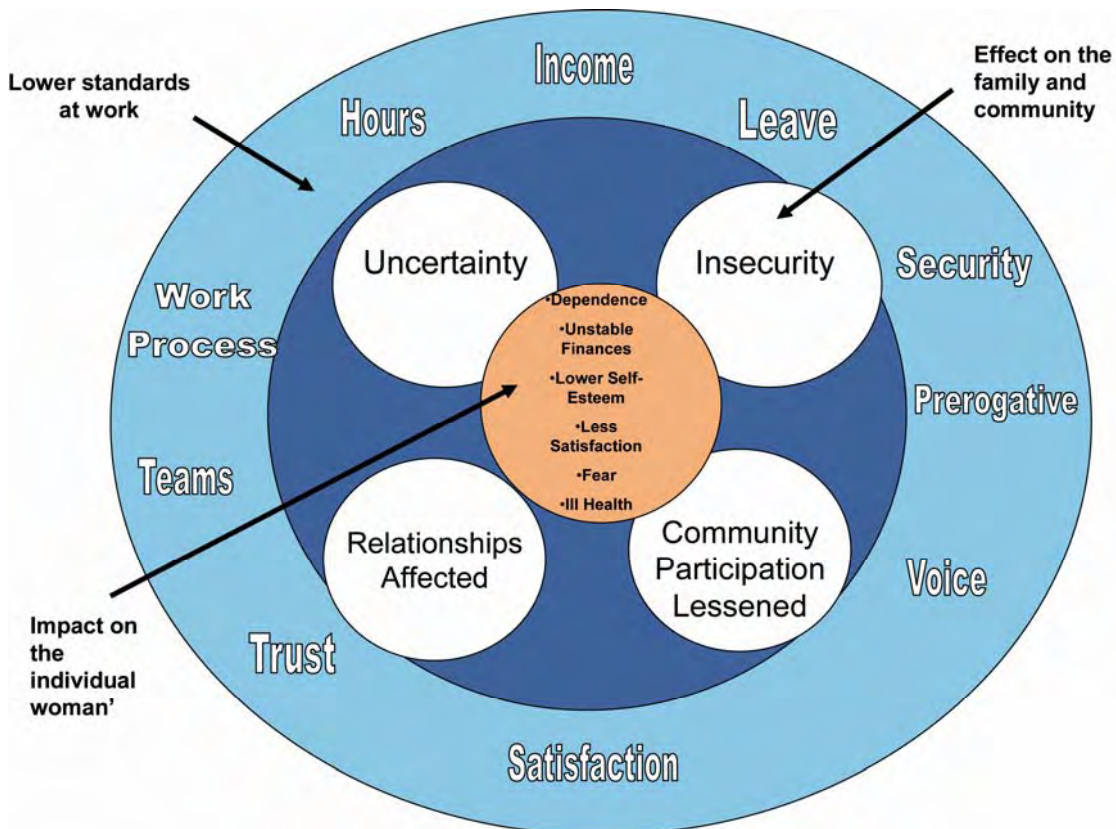 Lower standards
at work
Income
Effect on the
family and
community
Hours
Leave
Uncertainty
Insecurity
Security
Work
Process
•Dependence
•Unstable
Finances
•Lower Self-
Esteem
•Less
Satisfaction
•Fear
•Ill Health
Prerogative
Teams
Relationships
Affected
Community
Participation
Lessened
Voice
Impact on
the
individual
woman’
Trust
Satisfaction